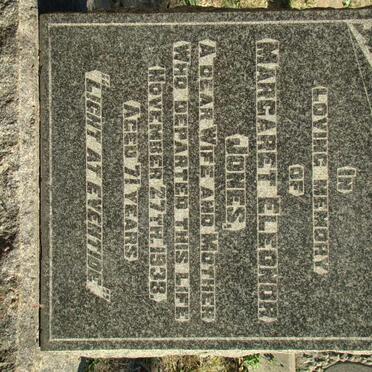 IN
LOVING MEMORY
OF
MARGARET ELEONOR
JONES,
A DEAR WIFE AND MOTHER
WHO DEPARTED THIS LIFE
NOVEMBER 27TH. 1938
AGED 71 YEARS
"LIGHT AT EVENTIDE"